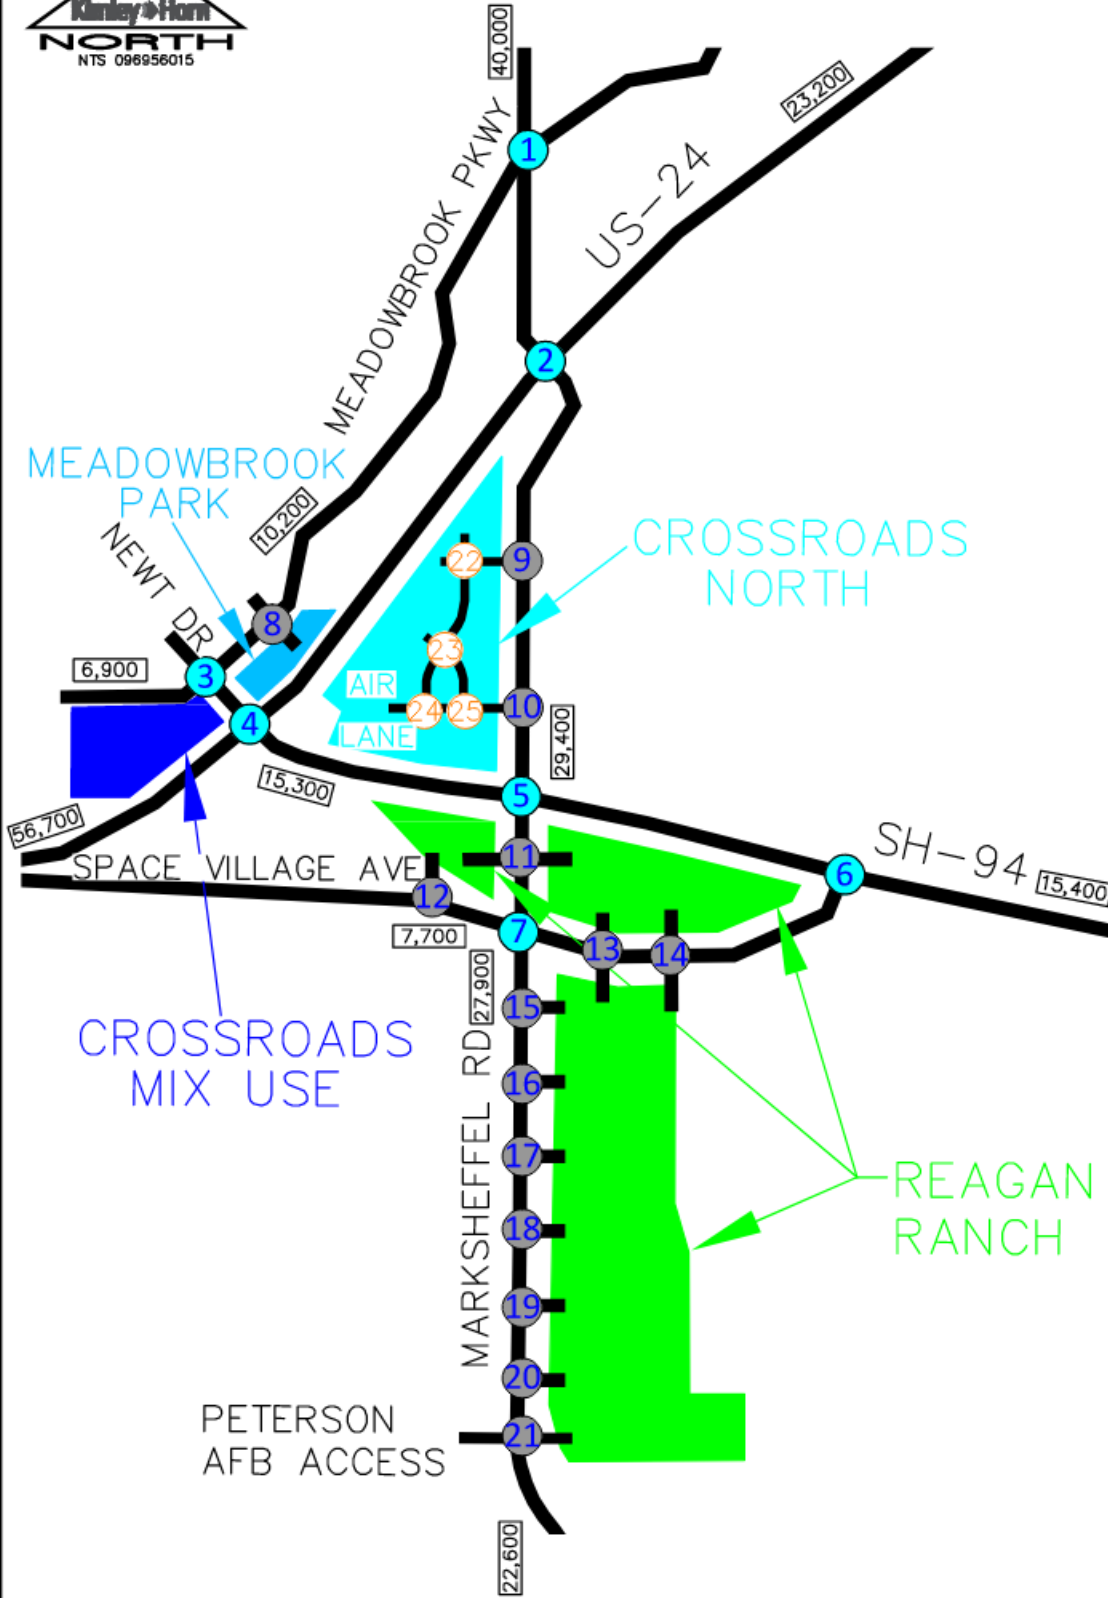 Kimley»Horn
NORTH
NTS 096956015
40,000
23,200
1
MEADOWBROOK PKWY
US-24
2
MEADOWBROOK
PARK
10,200
NEWT DR
CROSSROADS
NORTH
22
9
8
23
6,900
3
AIR
LANE
24
25
10
4
29,400
15,300
5
56,700
SPACE VILLAGE AVE
11
SH-94
6
15,400
12
7,700
7
13
14
27,900
15
CROSSROADS
MIX USE
16
MARKSHEFFEL RD
17
REAGAN
RANCH
18
19
20
PETERSON
AFB ACCESS
21
22,600